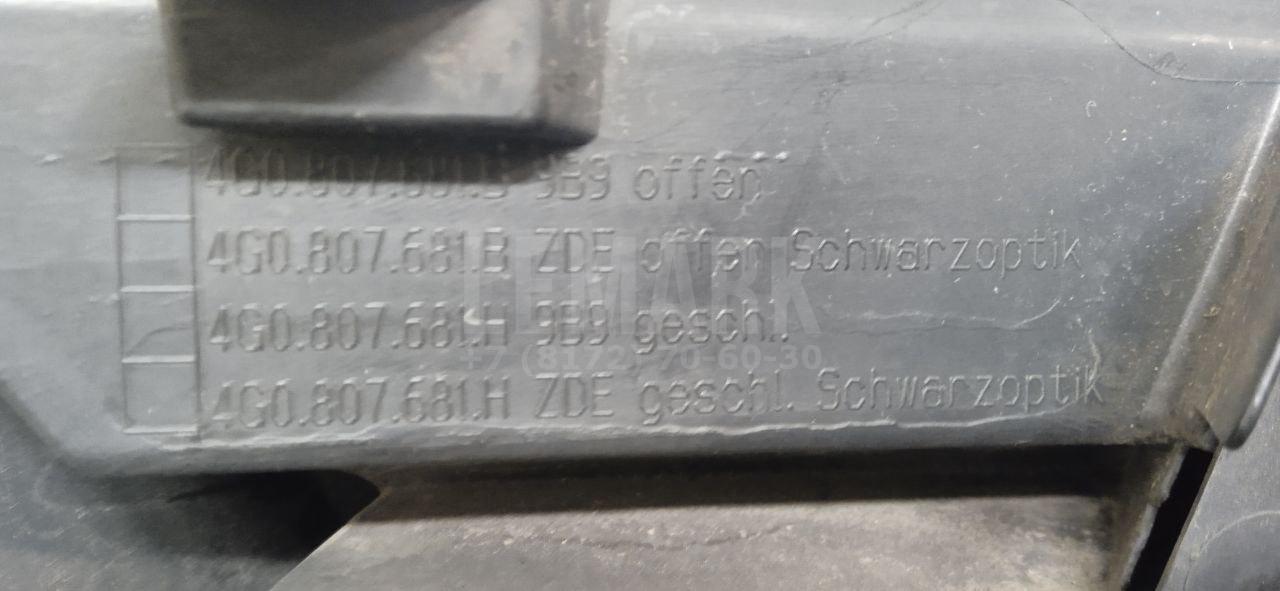 4G0.807.681.B 9B9 offen
4G0.807.681.B ZDE offen Schwarzoptik
4G0.807.681.H 9B9 geschl.
4G0.807.681.H ZDE geschl. Schwarzoptik
TEMARK
+7 (8172) 70-60-30